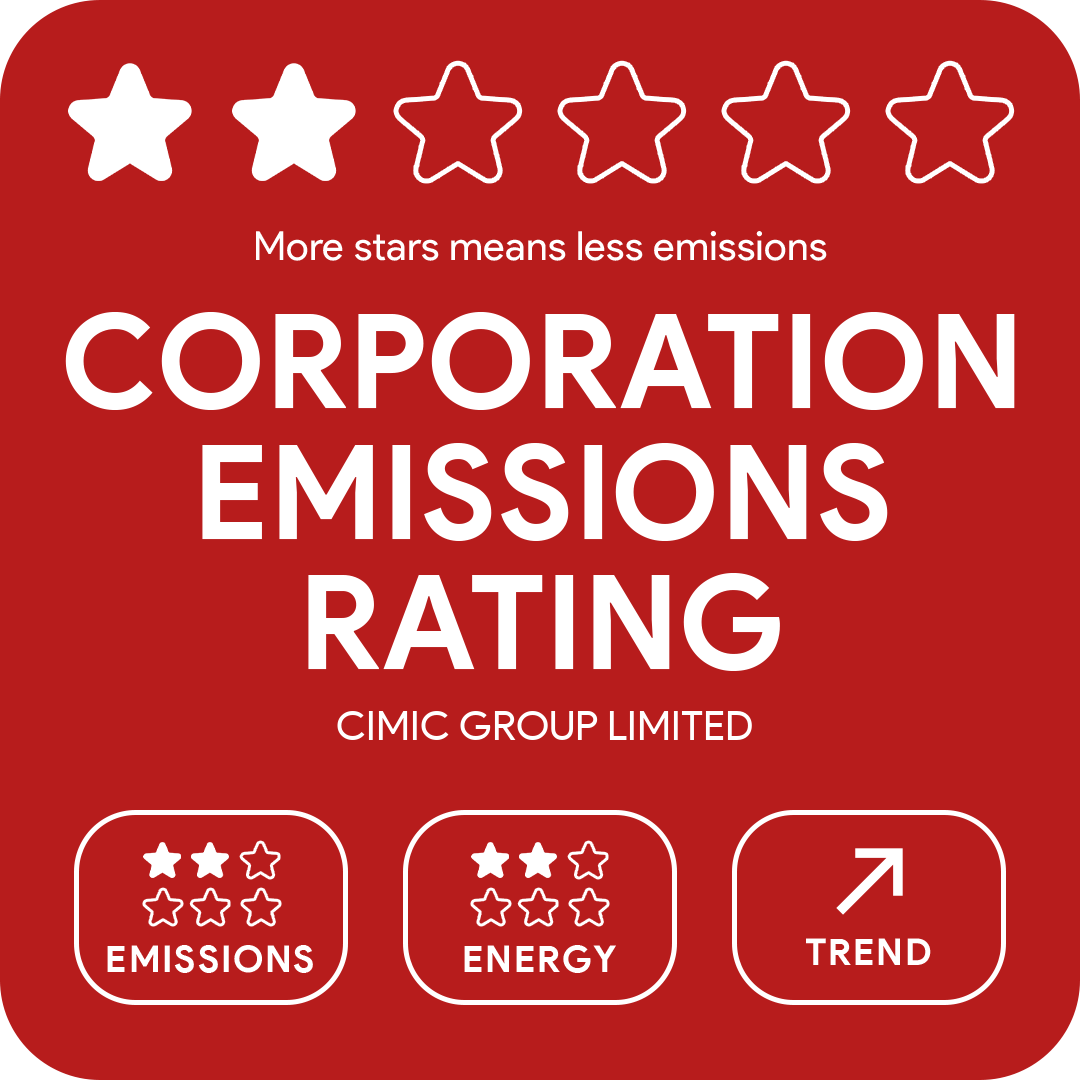 More stars means less emissions
CORPORATION
EMISSIONS
RATING
CIMIC GROUP LIMITED
EMISSIONS
ENERGY
TREND